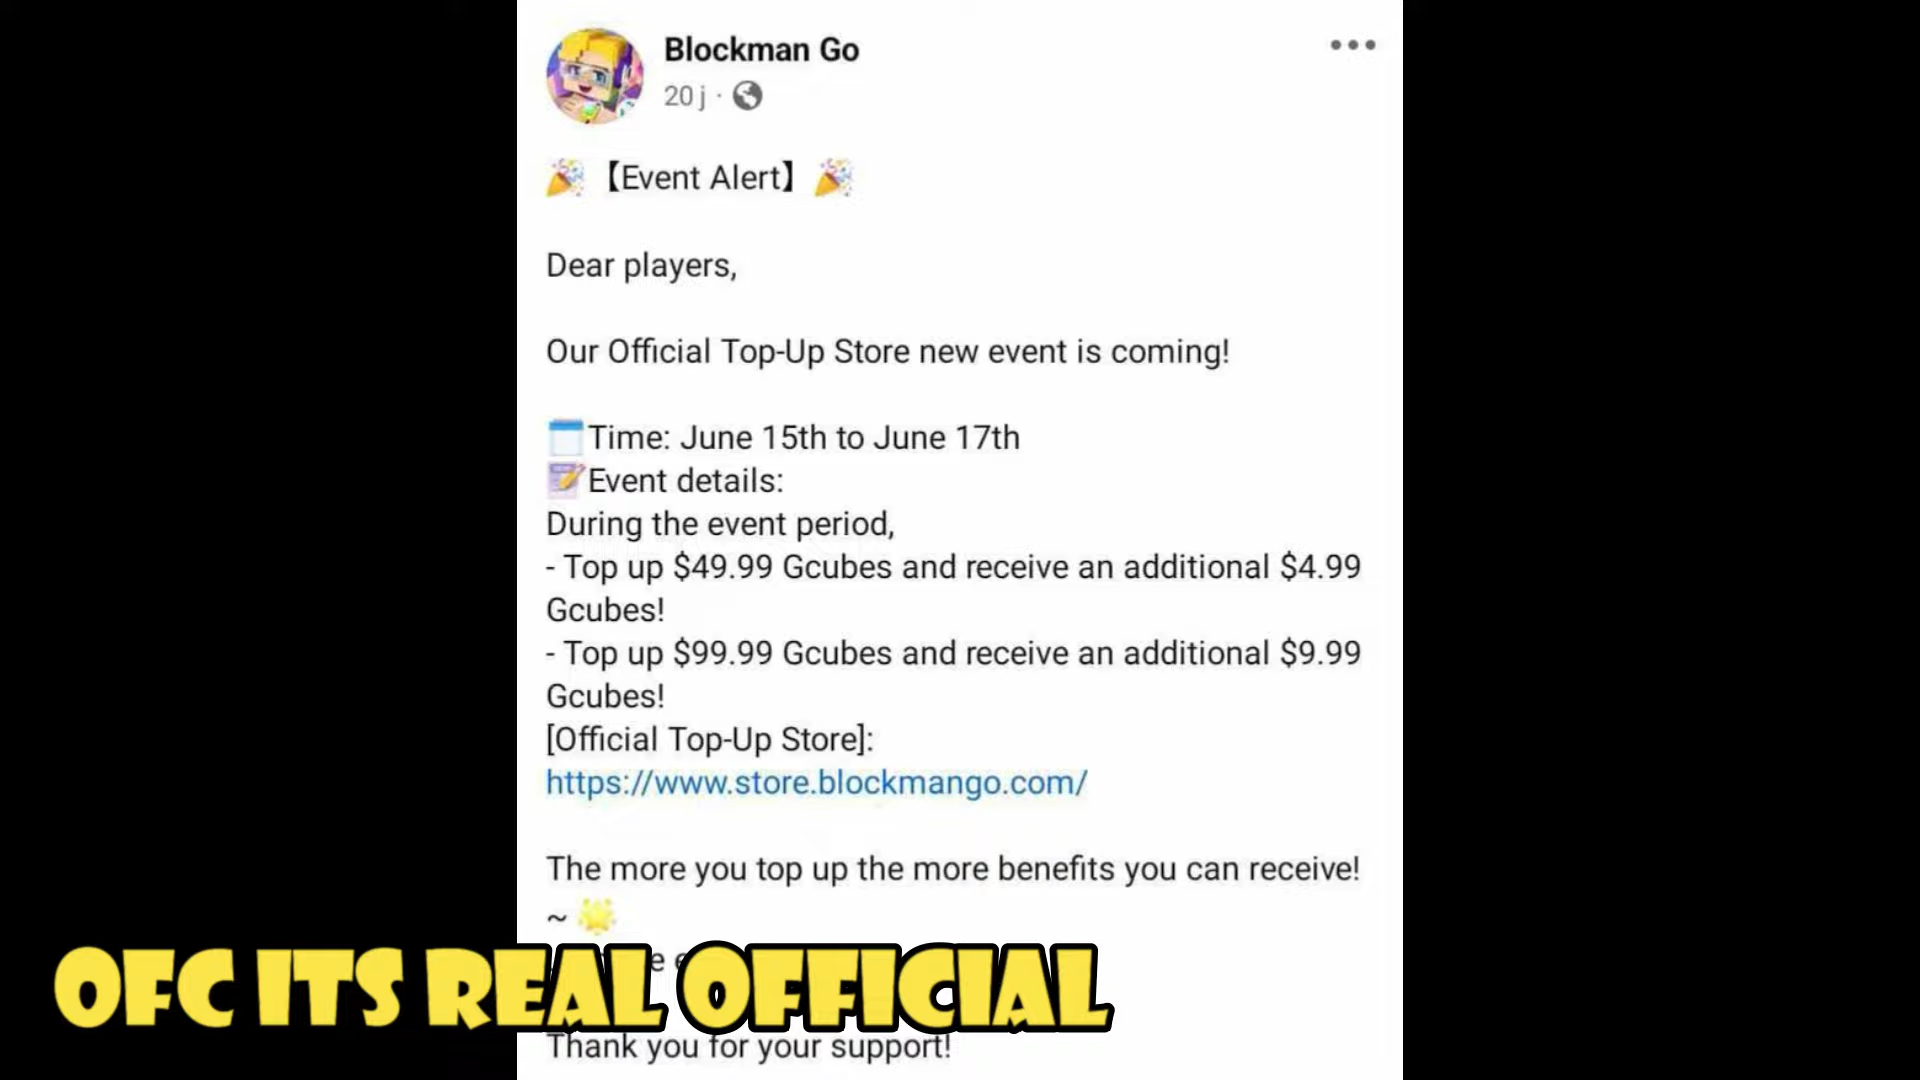 Blockman Go
20 j ·
🎉 【Event Alert】 🎉
Dear players,
Our Official Top-Up Store new event is coming!
🗓Time: June 15th to June 17th
📝Event details:
During the event period,
- Top up $49.99 Gcubes and receive an additional $4.99
Gcubes!
- Top up $99.99 Gcubes and receive an additional $9.99
Gcubes!
[Official Top-Up Store]:
https://www.store.blockmango.com/
The more you top up the more benefits you can receive!
~ 🌟
OFC ITS REAL OFFICIAL
Thank you for your support!